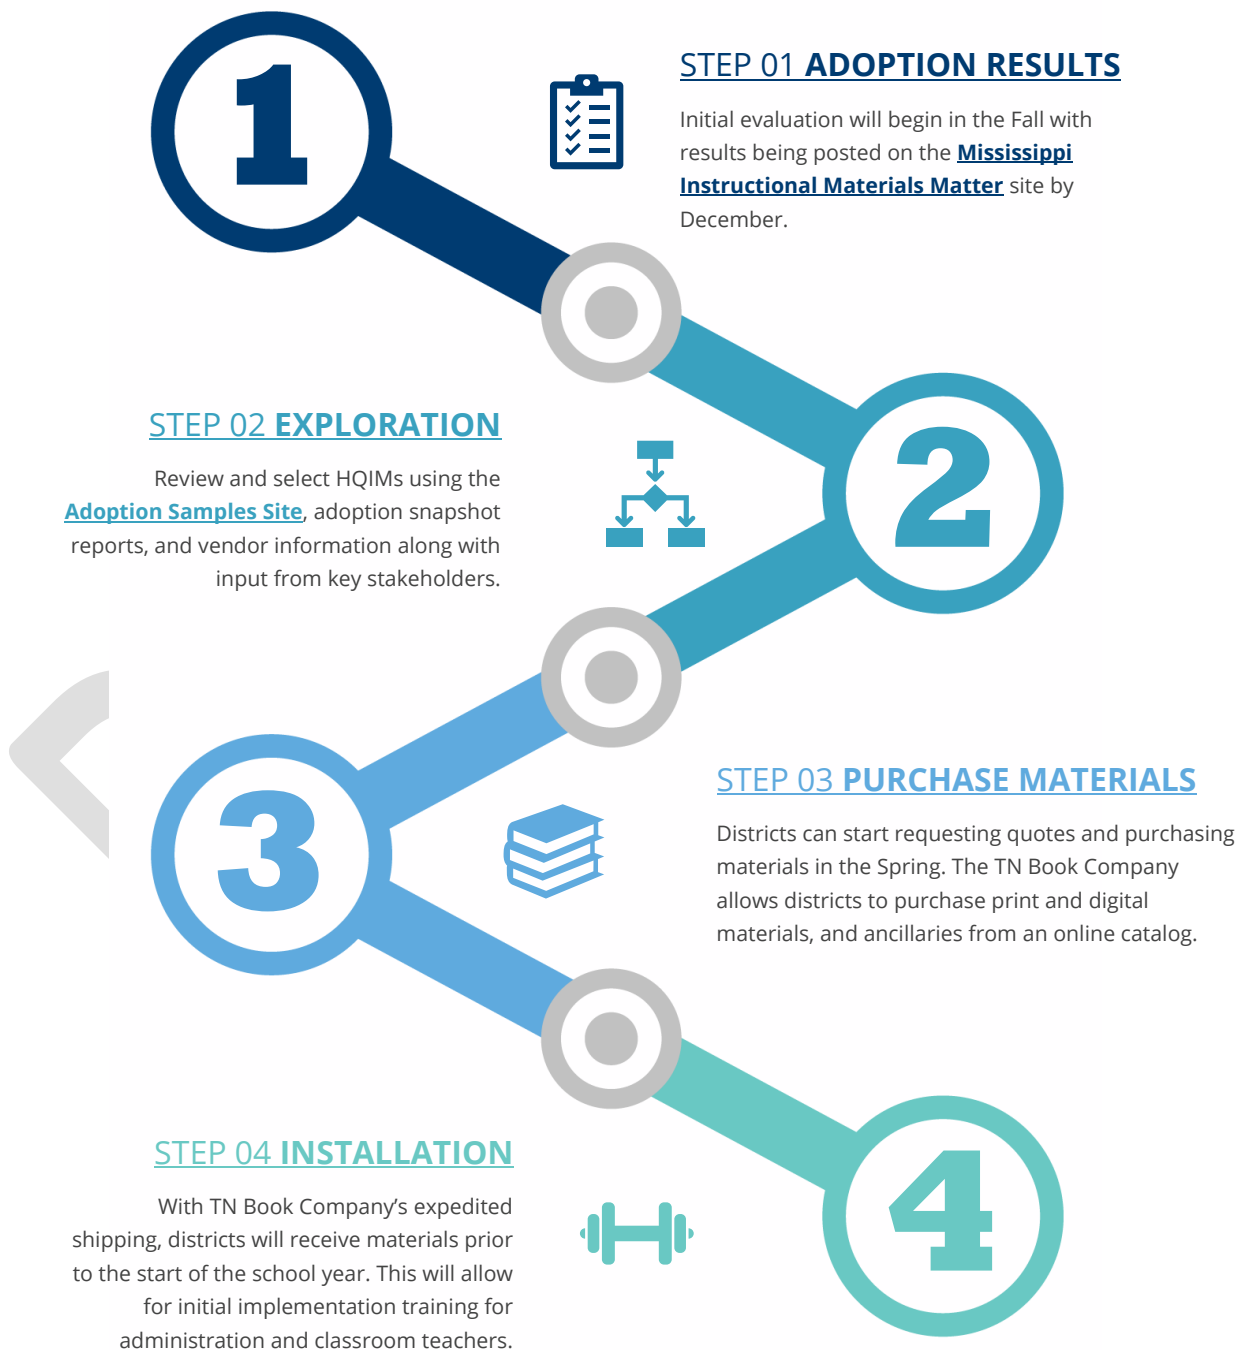 1
STEP 01 ADOPTION RESULTS
Initial evaluation will begin in the Fall with
results being posted on the Mississippi
Instructional Materials Matter site by
December.
STEP 02 EXPLORATION
Review and select HQIMs using the
Adoption Samples Site, adoption snapshot
reports, and vendor information along with
input from key stakeholders.
2
3
STEP 03 PURCHASE MATERIALS
Districts can start requesting quotes and purchasing
materials in the Spring. The TN Book Company
allows districts to purchase print and digital
materials, and ancillaries from an online catalog.
STEP 04 INSTALLATION
With TN Book Company’s expedited
shipping, districts will receive materials prior
to the start of the school year. This will allow
for initial implementation training for
administration and classroom teachers.
4